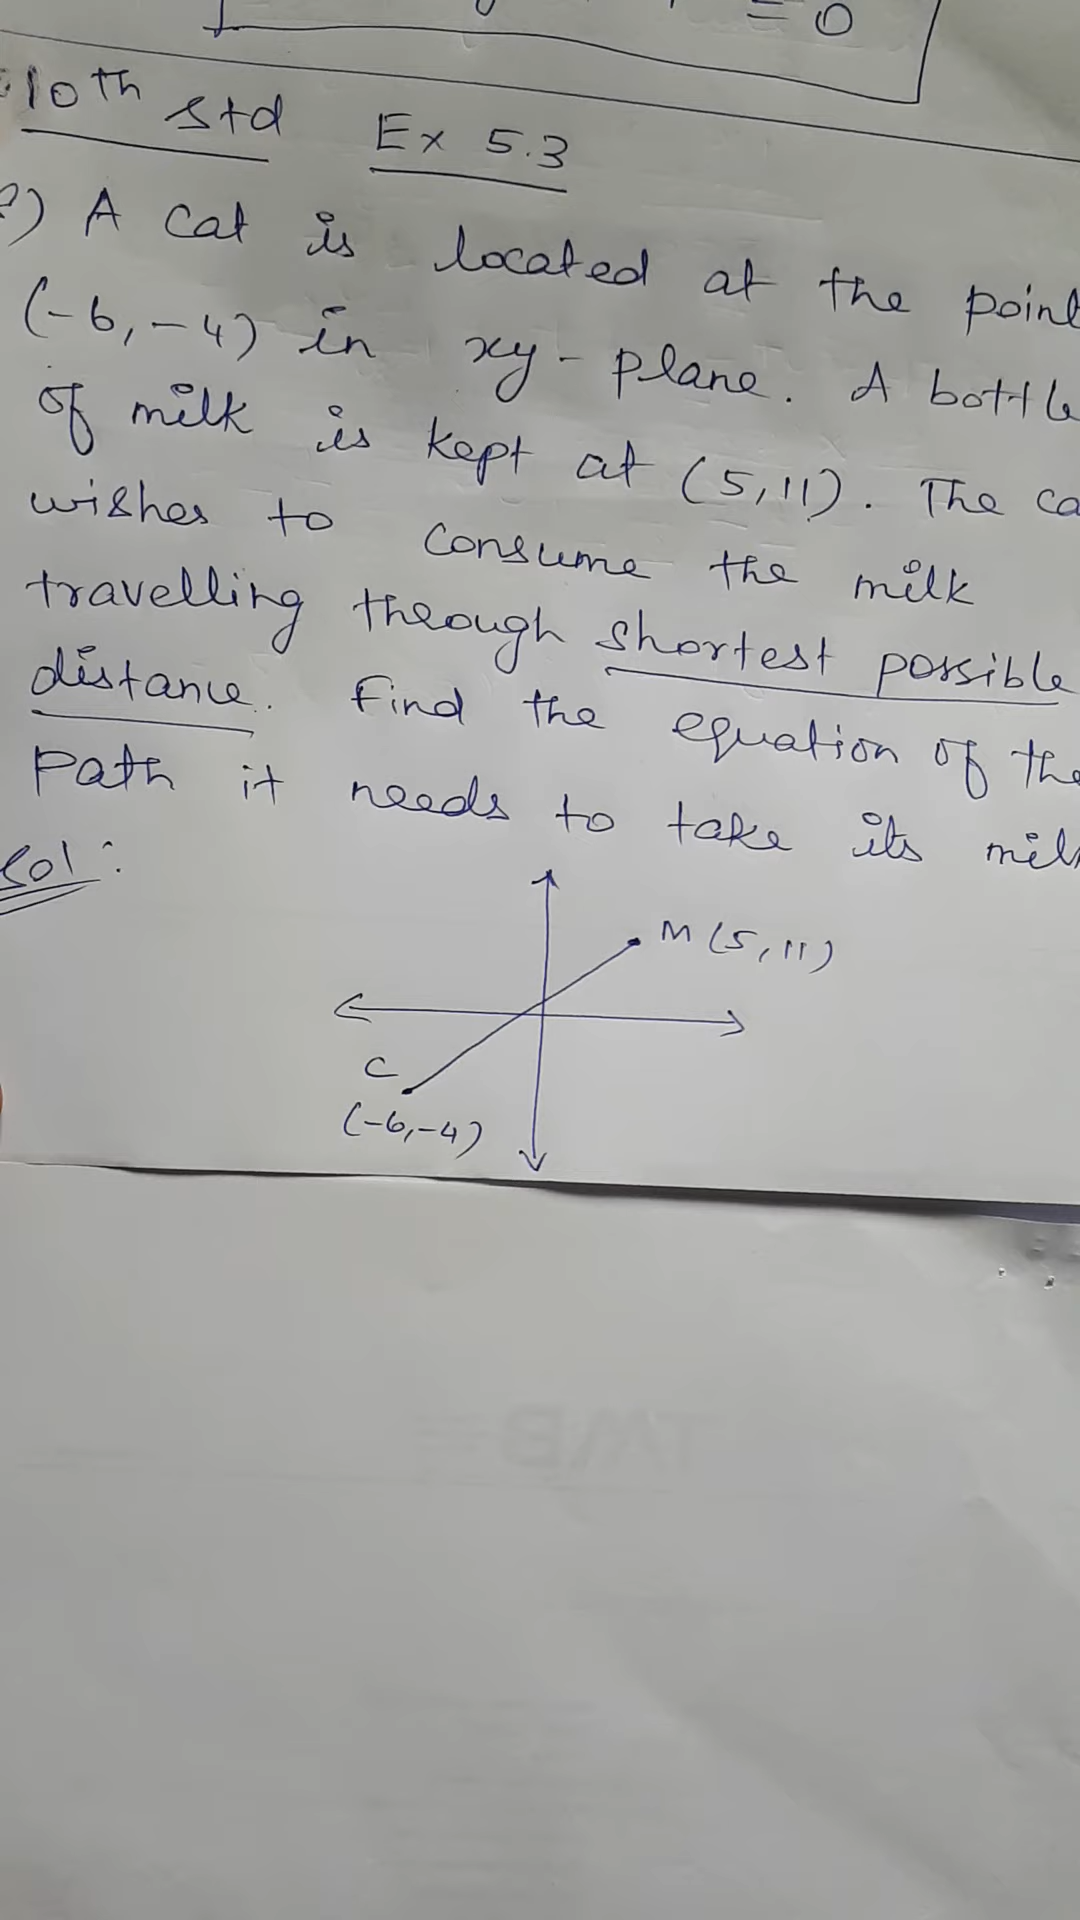 = 0
10th std Ex 5.3
) A cat is located at the point
(-6, -4) in xy-plane. A bottle
of milk is kept at (5,11). The ca
wishes to consume the milk
travelling through shortest possible
distance. Find the equation of the
Path it needs to take its mil
Sol:
M (5, 11)
C
(-6,-4)